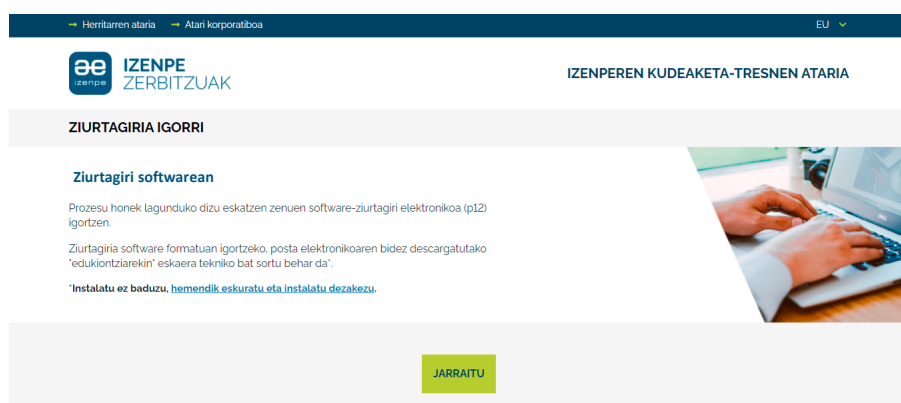 → Herritarren ataria → Atari korporatiboa EU
izenpe
IZENPE
ZERBITZUAK
IZENPEREN KUDEAKETA-TRESNEN ATARIA
ZIURTAGIRIA IGORRI
Ziurtagiri softwarean
Prozesu honek lagunduko dizu eskatzen zenuen software-ziurtagiri elektronikoa (p12)
igortzen.
Ziurtagiria software formatuan igortzeko, posta elektronikoaren bidez descargatutako
"edukiontziarekin" eskaera tekniko bat sortu behar da*.
*Instalatu ez baduzu, hemendik eskuratu eta instalatu dezakezu.
JARRAITU